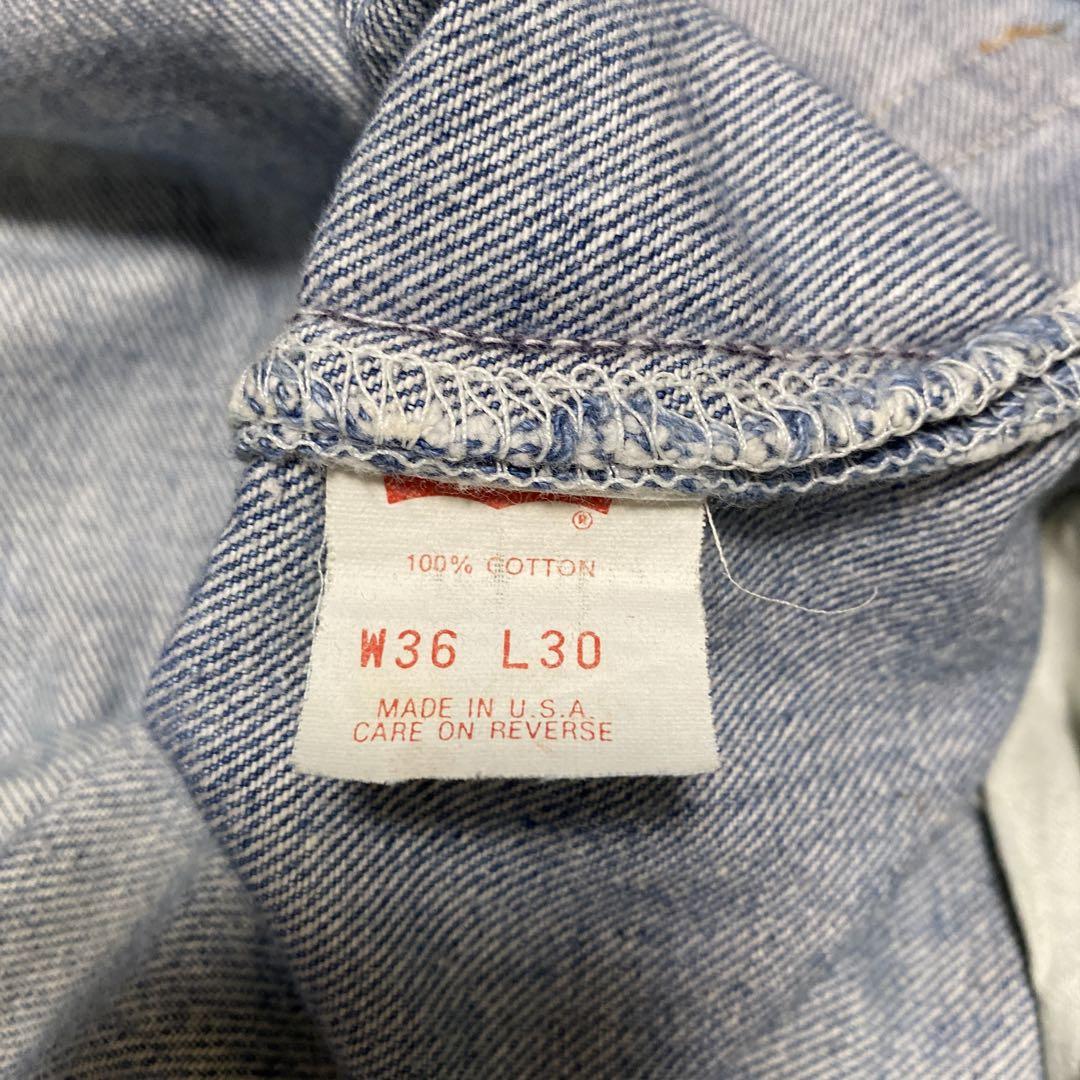 ®
100% COTTON
W36 L30
MADE IN U.S.A.
CARE ON REVERSE